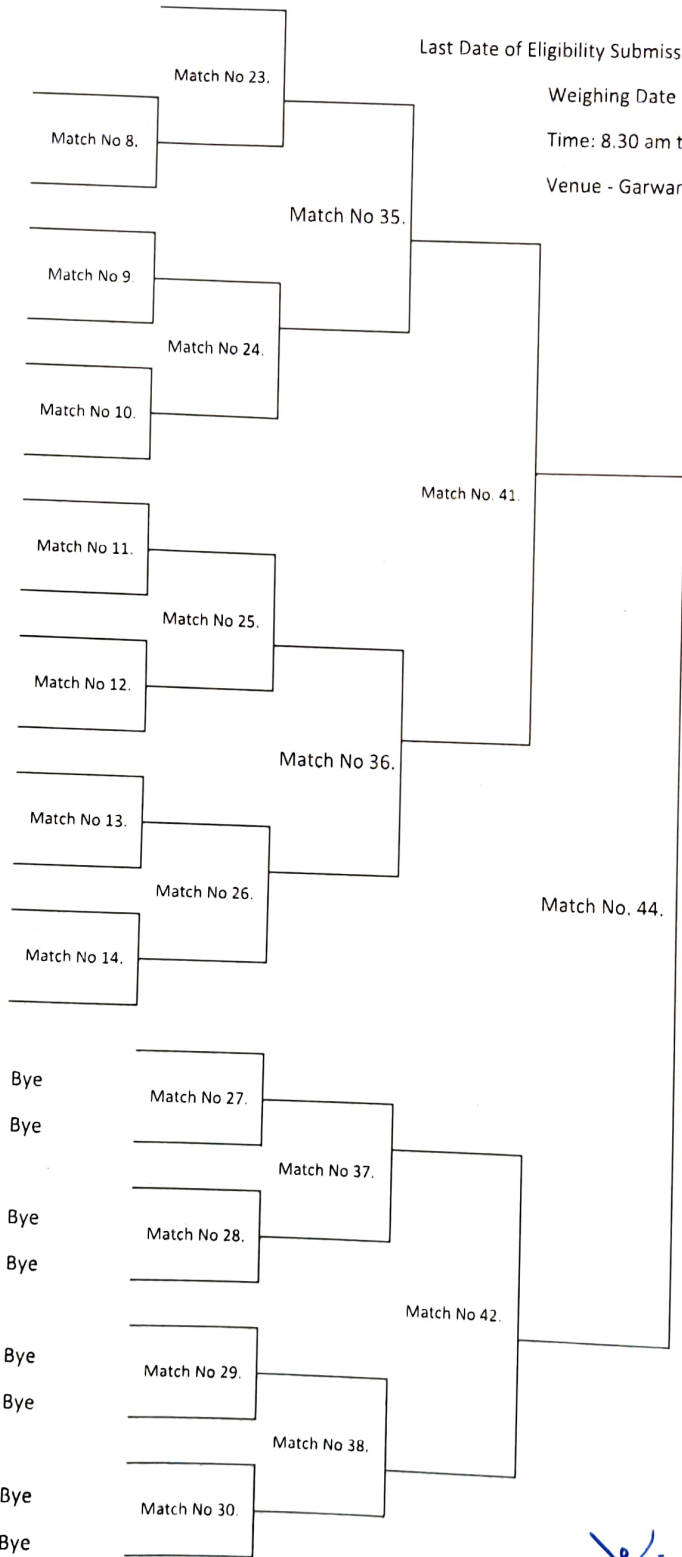 Last Date of Eligibility Submiss
Match No 23.
Weighing Date
Match No 8.
Time: 8.30 am t
Venue - Garwar
Match No 35.
Match No 9.
Match No 24.
Match No 10.
Match No. 41.
Match No 11.
Match No 25.
Match No 12.
Match No 36.
Match No 13.
Match No 26.
Match No. 44.
Match No 14.
Bye
Match No 27.
Bye
Match No 37.
Bye
Match No 28.
Bye
Match No 42.
Bye
Match No 29.
Bye
Match No 38.
Bye
Match No 30.
Bye